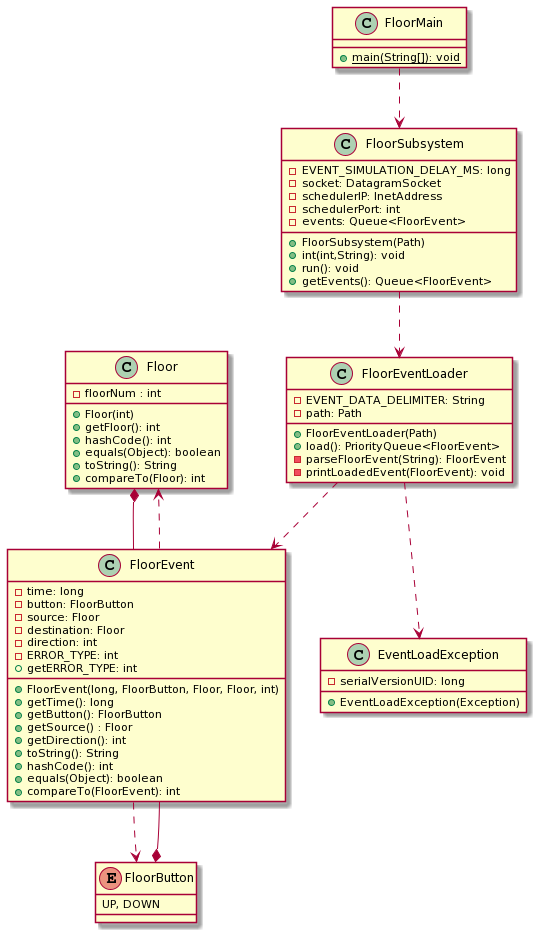 C FloorMain
main(String[]): void
C FloorSubsystem
EVENT_SIMULATION_DELAY_MS: long
socket: DatagramSocket
schedulerIP: InetAddress
schedulerPort: int
events: Queue<FloorEvent>
FloorSubsystem(Path)
int(int,String): void
run(): void
getEvents(): Queue<FloorEvent>
C Floor
floorNum : int
Floor(int)
getFloor(): int
hashCode(): int
equals(Object): boolean
toString(): String
compareTo(Floor): int
C FloorEventLoader
EVENT_DATA_DELIMITER: String
path: Path
FloorEventLoader(Path)
load(): PriorityQueue<FloorEvent>
parseFloorEvent(String): FloorEvent
printLoadedEvent(FloorEvent): void
C FloorEvent
time: long
button: FloorButton
source: Floor
destination: Floor
direction: int
ERROR_TYPE: int
getERROR_TYPE: int
FloorEvent(long, FloorButton, Floor, Floor, int)
getTime(): long
getButton(): FloorButton
getSource() : Floor
getDirection(): int
toString(): String
hashCode(): int
equals(Object): boolean
compareTo(FloorEvent): int
C EventLoadException
serialVersionUID: long
EventLoadException(Exception)
E FloorButton
UP, DOWN